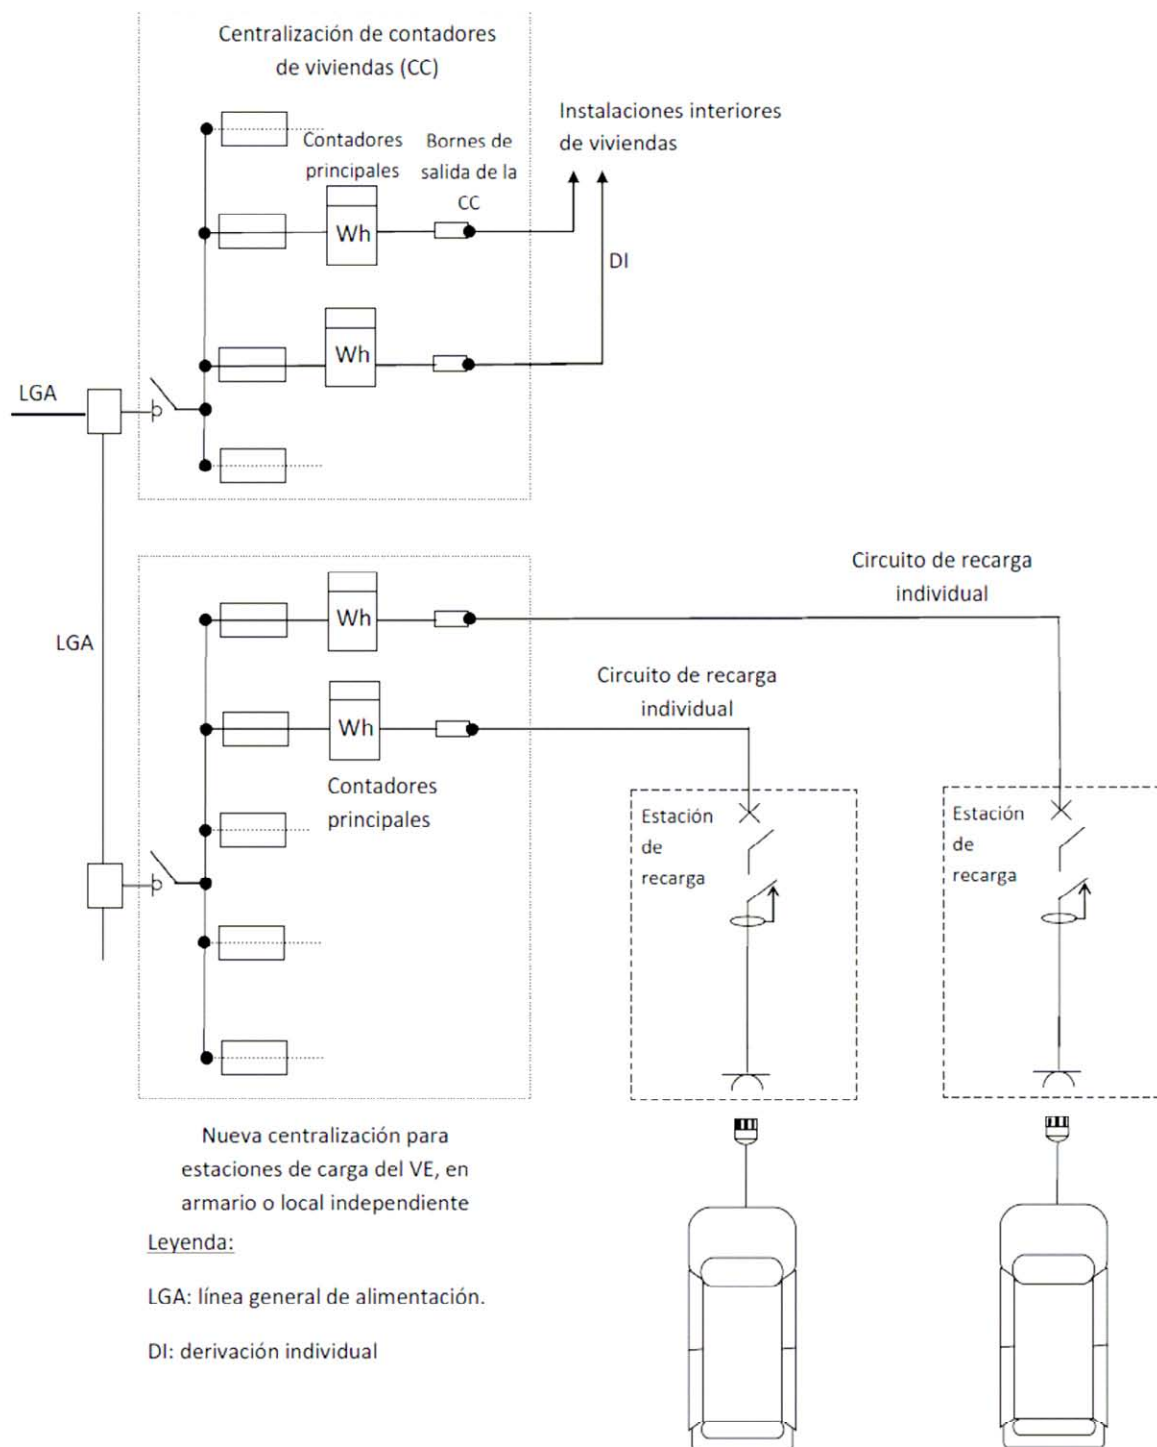 Centralización de contadores
de viviendas (CC)
Instalaciones interiores
de viviendas
Contadores
principales
Bornes de
salida de la
CC
Wh
DI
Wh
LGA
Circuito de recarga
individual
Wh
LGA
Circuito de recarga
individual
Wh
Contadores
principales
Estación
de
recarga
Estación
de
recarga
Nueva centralización para
estaciones de carga del VE, en
armario o local independiente
Leyenda:
LGA: línea general de alimentación.
DI: derivación individual